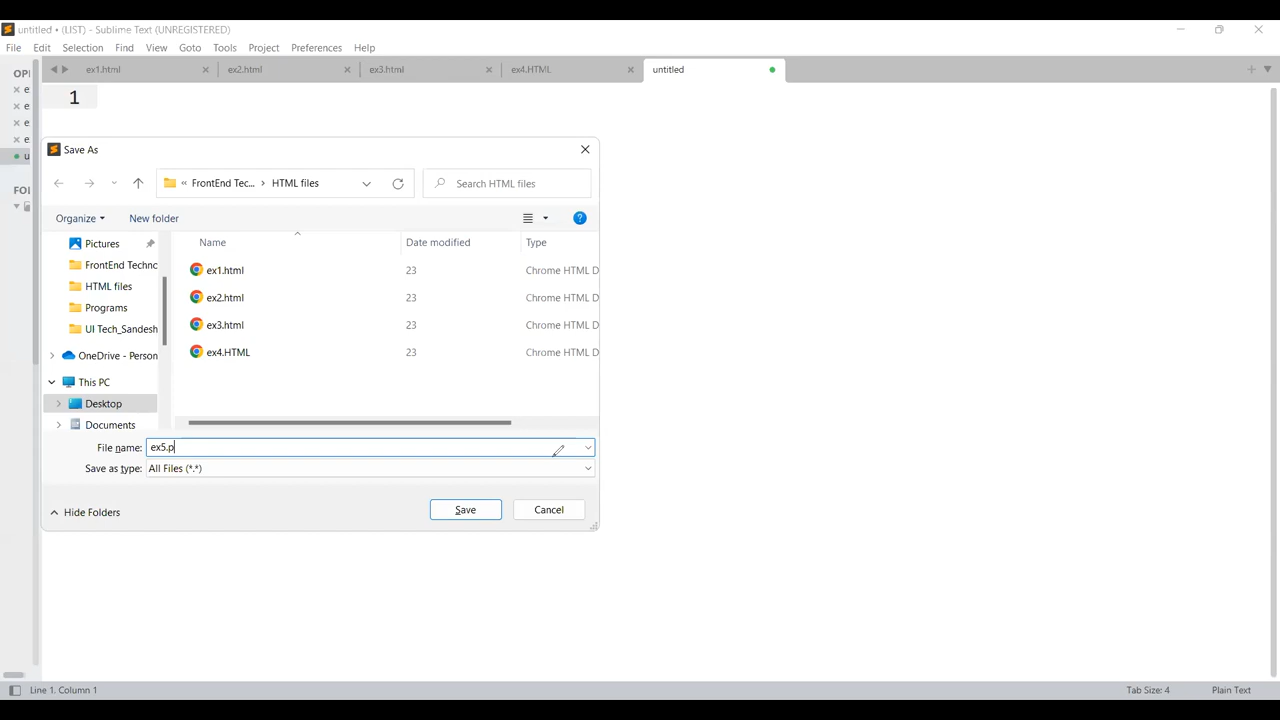 untitled • (LIST) - Sublime Text (UNREGISTERED)
File Edit Selection Find View Goto Tools Project Preferences Help
ex1.html ex2.html ex3.html ex4.HTML untitled
1
Save As
« FrontEnd Tec... › HTML files
Search HTML files
Organize New folder
Name Date modified Type
Pictures
FrontEnd Techno
HTML files
Programs
UI Tech_Sandesh
OneDrive - Person
This PC
Desktop
Documents
ex1.html 23 Chrome HTML D
ex2.html 23 Chrome HTML D
ex3.html 23 Chrome HTML D
ex4.HTML 23 Chrome HTML D
File name: ex5.p
Save as type: All Files (*.*)
Hide Folders Save Cancel
Line 1. Column 1 Tab Size: 4 Plain Text